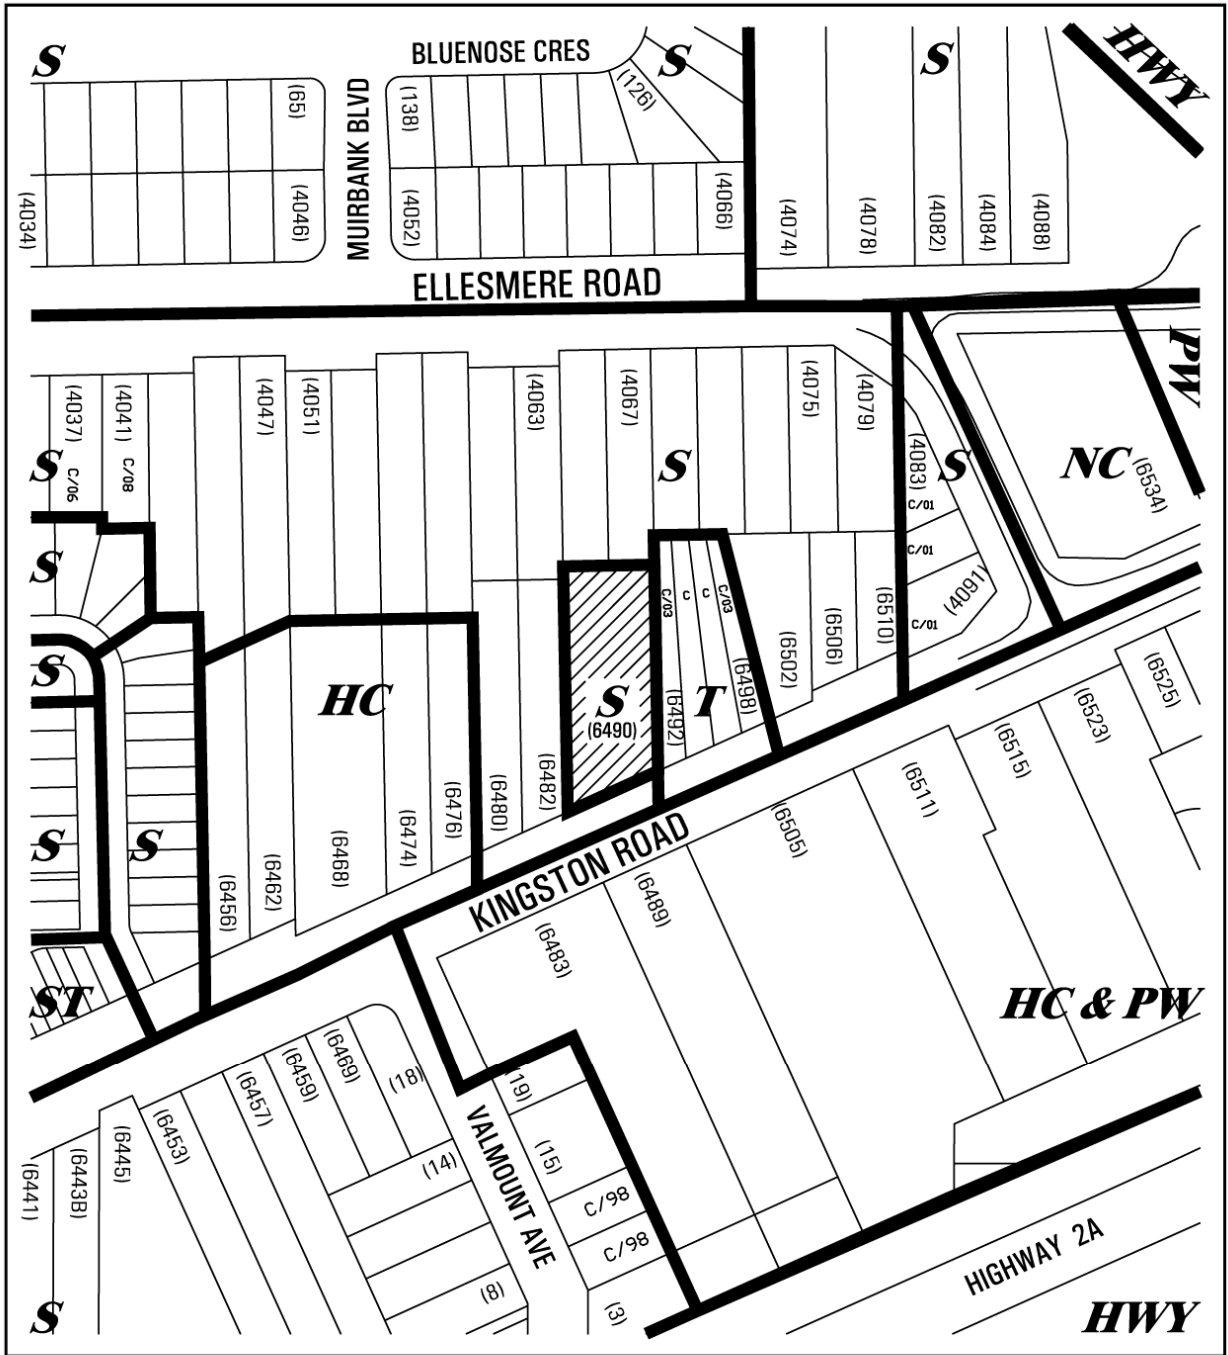 S
BLUENOSE CRES
S
S
HWY
(65)
MUIRBANK BLVD
(138)
(126)
(4034)
(4046)
(4052)
(4066)
(4074)
(4078)
(4082)
(4084)
(4088)
ELLESMERE ROAD
PW
(4037)
(4041)
(4047)
(4051)
(4063)
(4067)
(4075)
(4079)
(4083)
S
C/06
C/08
S
S
NC
(6534)
C/01
C/01
(4091)
C/01
S
S
HC
S
(6490)
C/03
C
C
C/03
T
(6492)
(6498)
(6502)
(6506)
(6510)
(6525)
(6523)
(6515)
(6511)
(6505)
S
S
(6456)
(6462)
(6468)
(6474)
(6476)
(6480)
(6482)
KINGSTON ROAD
(6489)
(6483)
ST
HC & PW
(6469)
(6459)
(6457)
(6453)
(18)
(19)
(6445)
(6443B)
(6441)
(14)
VALMOUNT AVE
(15)
C/98
C/98
(8)
(3)
HIGHWAY 2A
S
HWY